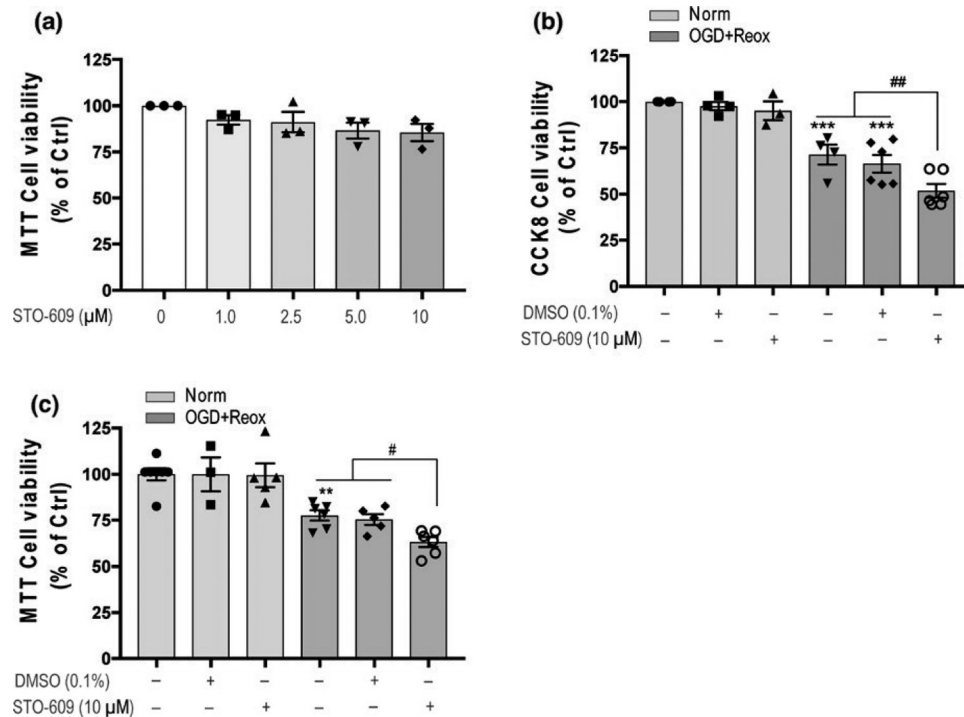 (a)
125
100
75
50
25
0
MTT Cell viability
(% of Ctrl)
STO-609 (µM) 0 1.0 2.5 5.0 10
(b)
Norm
OGD+Reox
125
100
75
50
25
0
CCK8 Cell viability
(% of Ctrl)
*** *** ##
DMSO (0.1%) – + – – + –
STO-609 (10 µM) – – + – – +
(c)
Norm
OGD+Reox
125
100
75
50
25
0
MTT Cell viability
(% of Ctrl)
** #
DMSO (0.1%) – + – – + –
STO-609 (10 µM) – – + – – +